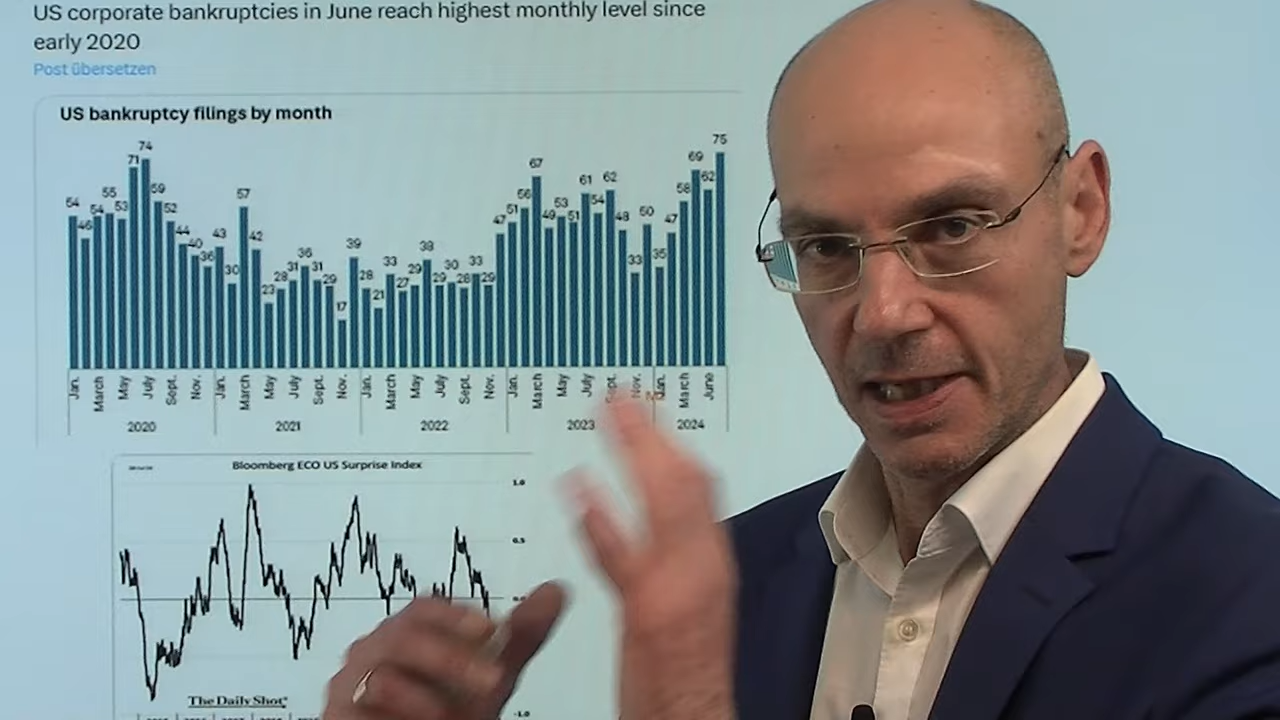 US corporate bankruptcies in June reach highest monthly level since
early 2020
Post übersetzen
US bankruptcy filings by month
54 46 54 55 53 71 74 59 52 44 40 36 43 30 57 42 23 28 31 36 31 29 17 39 28 21 33 27 29 38 29 30 28 33 29 47 51 56 67 49 53 51 61 54 62 48 33 50 35 47 58 69 62 75
Jan. March May July Sept. Nov. Jan. March May July Sept. Nov. Jan. March May July Sept. Nov. Jan. March May July Sept. Nov. Jan. March June
2020 2021 2022 2023 2024
Bloomberg ECO US Surprise Index
1.0
0.5
0.0
The Daily Shot
-1.0